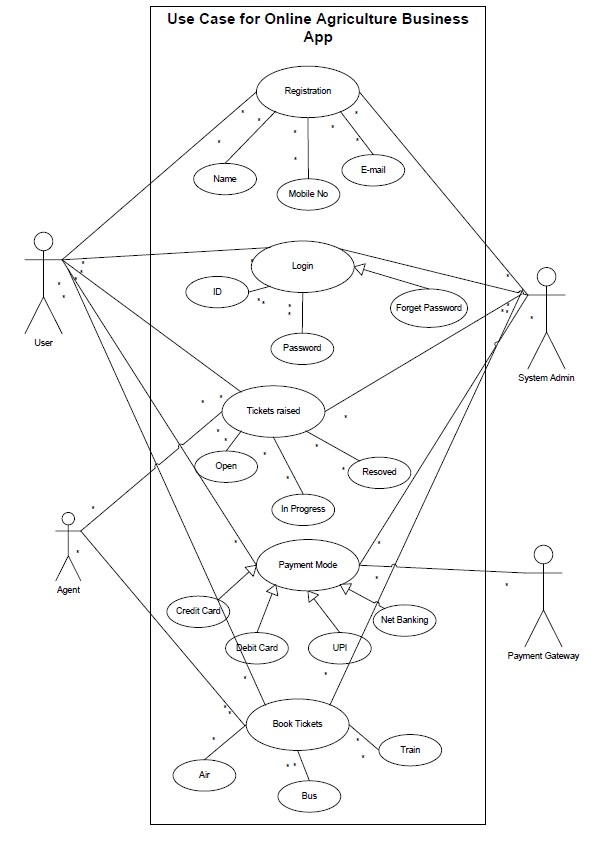 Use Case for Online Agriculture Business
App
Registration
Name
Mobile No
E-mail
User
Login
ID
Forget Password
Password
System Admin
Tickets raised
Open
Resoved
In Progress
Agent
Payment Mode
Credit Card
Net Banking
Debit Card
UPI
Payment Gateway
Book Tickets
Train
Air
Bus